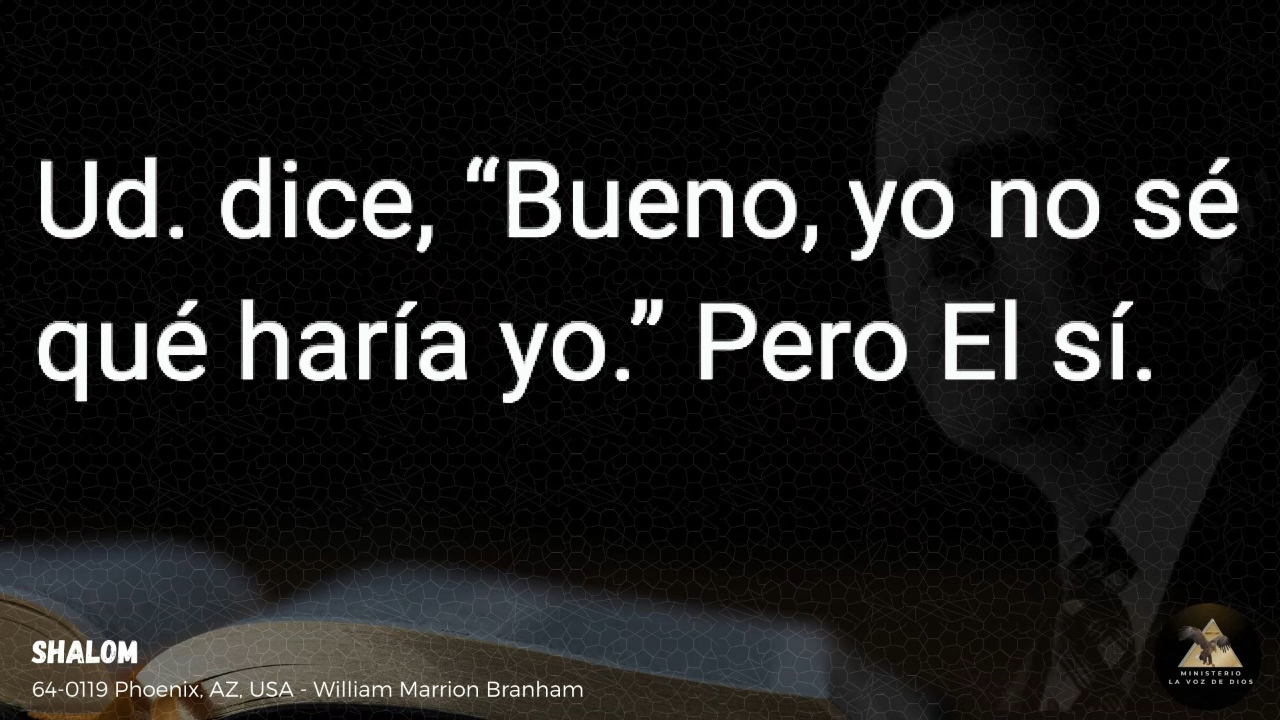 Ud. dice, “Bueno, yo no sé
qué haría yo.” Pero El sí.
SHALOM
64-0119 Phoenix, AZ, USA - William Marrion Branham
MINISTERIO
LA VOZ DE DIOS